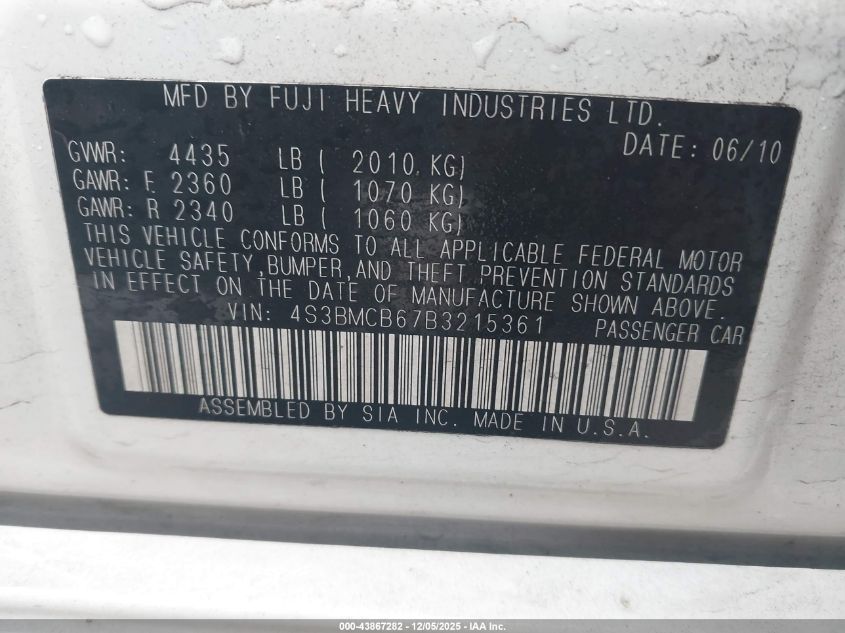 MFD BY FUJI HEAVY INDUSTRIES LTD.
DATE: 06/10
GVWR: 4435 LB ( 2010 KG)
GAWR: F 2360 LB ( 1070 KG)
GAWR: R 2340 LB ( 1060 KG)
THIS VEHICLE CONFORMS TO ALL APPLICABLE FEDERAL MOTOR
VEHICLE SAFETY, BUMPER, AND THEFT PREVENTION STANDARDS
IN EFFECT ON THE DATE OF MANUFACTURE SHOWN ABOVE.
VIN: 4S3BMCB67B3215361 PASSENGER CAR
ASSEMBLED BY SIA INC. MADE IN U.S.A.
000-43867282 - 12/05/2025 - IAA Inc.